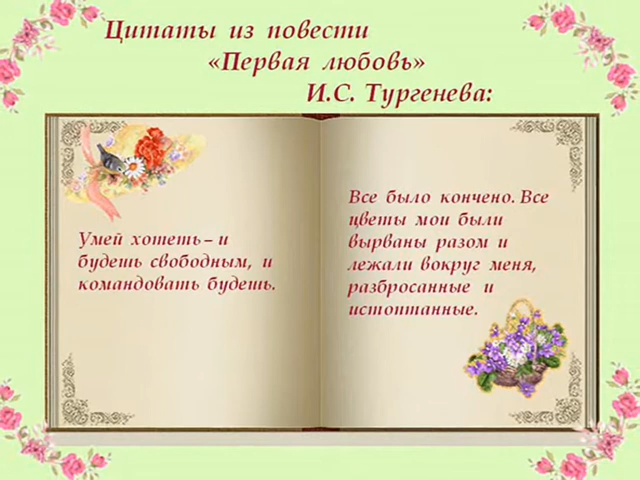 Цитаты из повести
«Первая любовь»
И.С. Тургенева:
Умей хотеть – и
будешь свободным, и
командовать будешь.
Все было кончено. Все
цветы мои были
вырваны разом и
лежали вокруг меня,
разбросанные и
истоптанные.